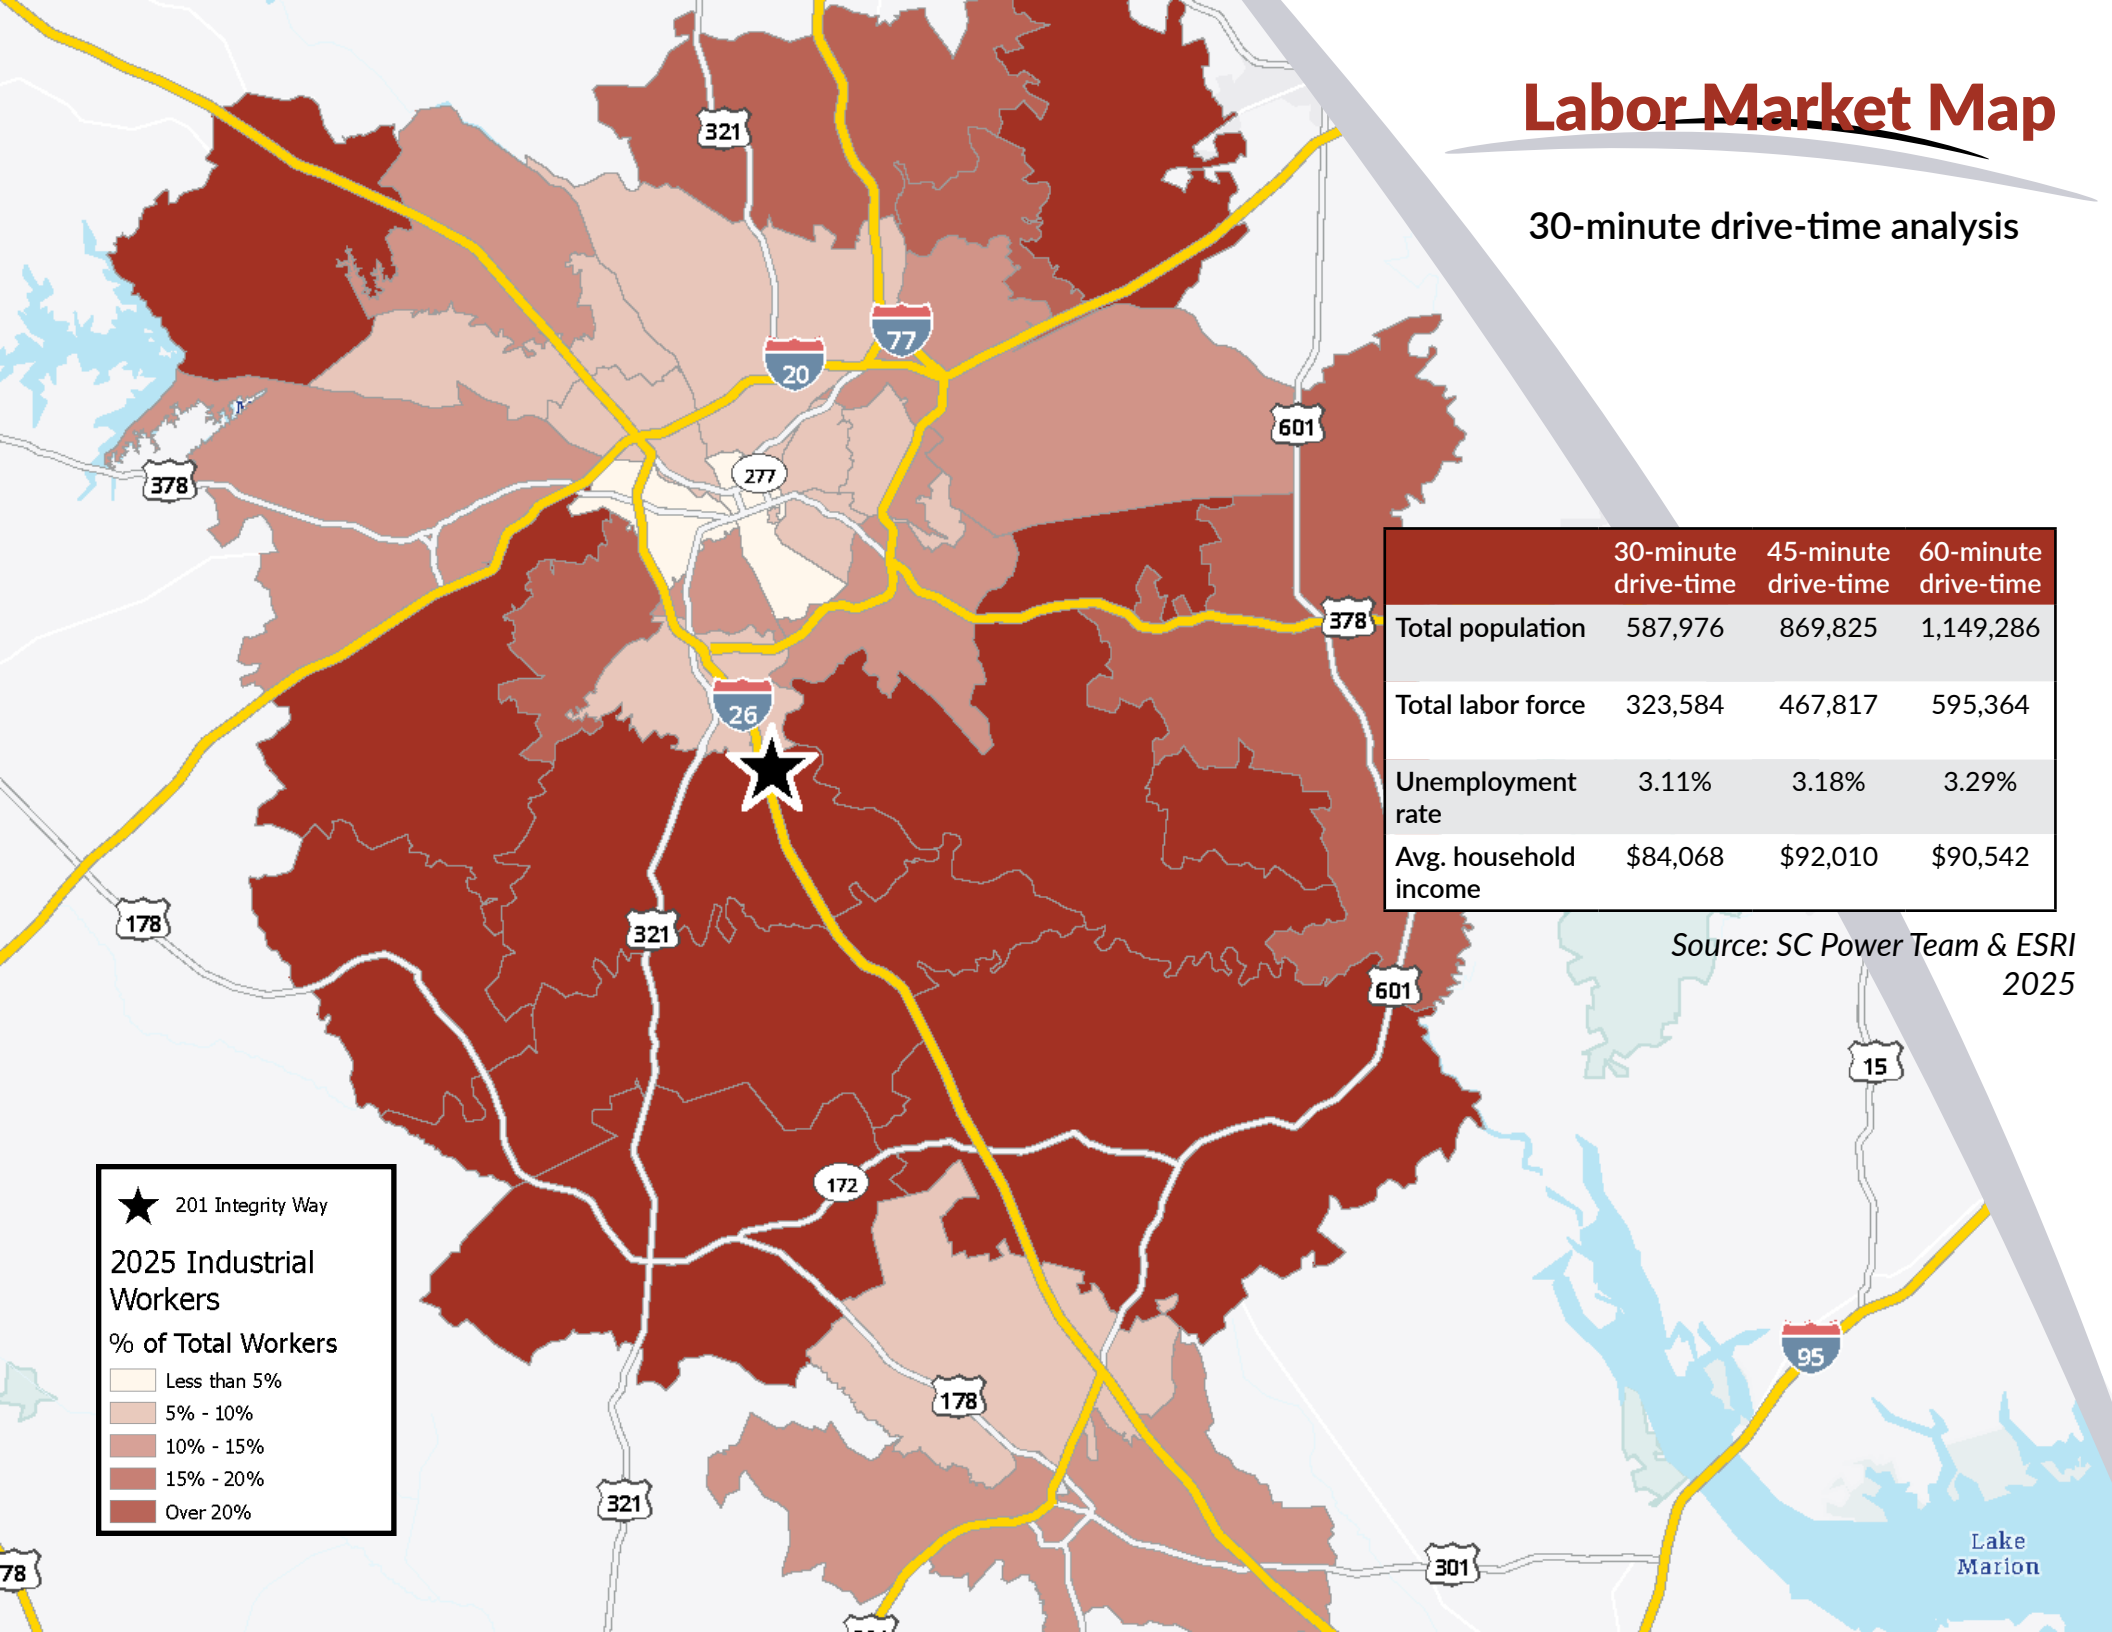 Labor Market Map
30-minute drive-time analysis
321
77
20
601
378
277
30-minute drive-time 45-minute drive-time 60-minute drive-time
378
Total population 587,976 869,825 1,149,286
Total labor force 323,584 467,817 595,364
26
Unemployment rate 3.11% 3.18% 3.29%
Avg. household income $84,068 $92,010 $90,542
178
321
Source: SC Power Team & ESRI
2025
601
15
172
201 Integrity Way
2025 Industrial
Workers
% of Total Workers
Less than 5%
5% - 10%
10% - 15%
15% - 20%
Over 20%
95
178
321
301
78
Lake
Marion